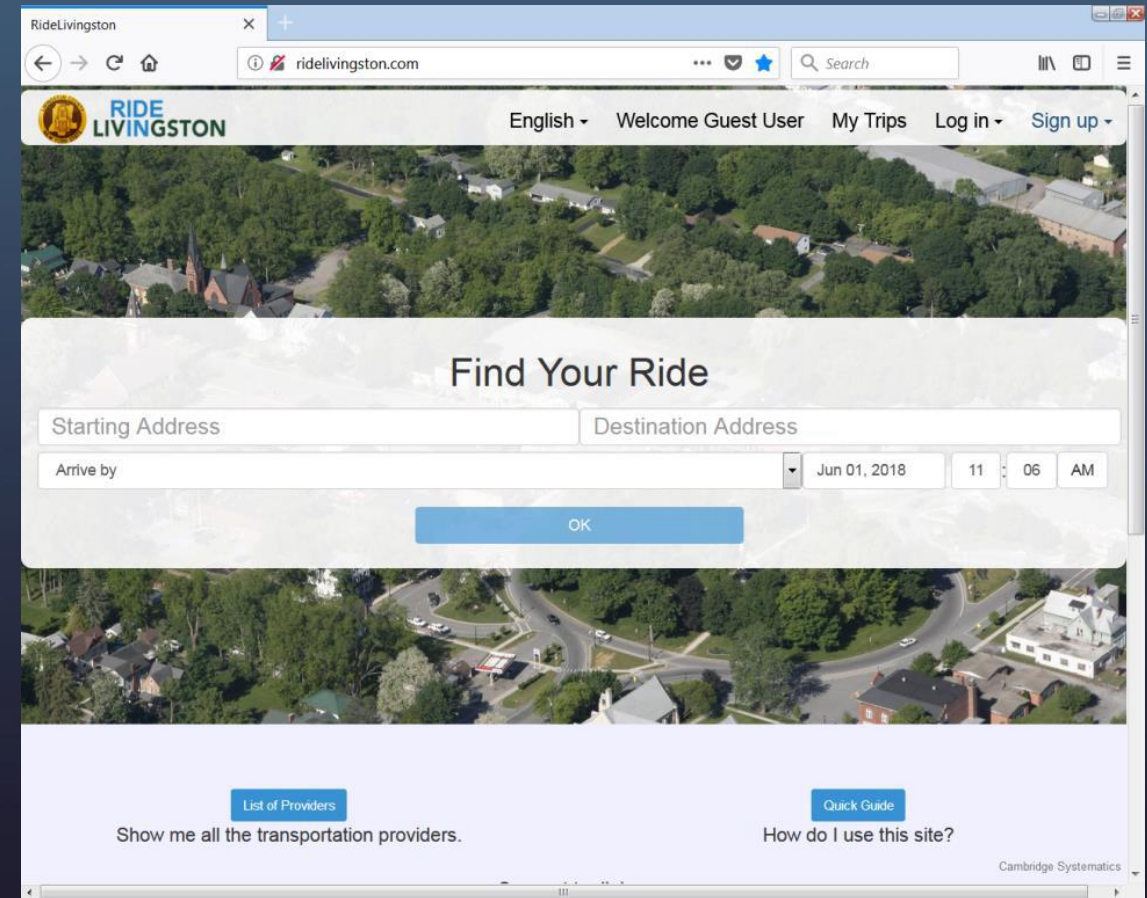 RideLivingston
ridelivingston.com
Search
RIDE
LIVINGSTON
English
Welcome Guest User
My Trips
Log in
Sign up
Find Your Ride
Starting Address
Destination Address
Arrive by
Jun 01, 2018
11 : 06 AM
OK
List of Providers
Quick Guide
Show me all the transportation providers.
How do I use this site?
Cambridge Systematics